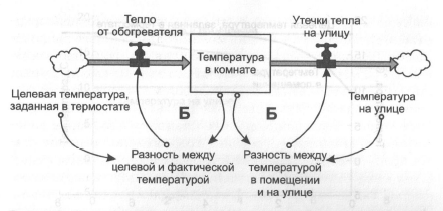 Тепло
от обогревателя
Утечки тепла
на улицу
Температура
в комнате
Целевая температура,
заданная в термостате
Б
Б
Температура
на улице
Разность между
целевой и фактической
температурой
Разность между
температурой
в помещении
и на улице